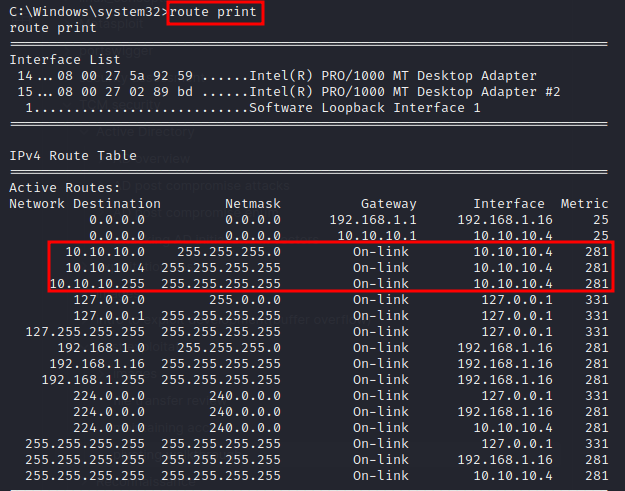 C:\Windows\system32>route print
route print
Interface List
14...08 00 27 5a 92 59 ......Intel(R) PRO/1000 MT Desktop Adapter
15...08 00 27 02 89 bd ......Intel(R) PRO/1000 MT Desktop Adapter #2
1...........................Software Loopback Interface 1
Active Directory
IPv4 Route Table
Active Routes:
Network Destination Netmask Gateway Interface Metric
0.0.0.0 0.0.0.0 192.168.1.1 192.168.1.16 25
0.0.0.0 0.0.0.0 10.10.10.1 10.10.10.4 25
10.10.10.0 255.255.255.0 On-link 10.10.10.4 281
10.10.10.4 255.255.255.255 On-link 10.10.10.4 281
10.10.10.255 255.255.255.255 On-link 10.10.10.4 281
127.0.0.0 255.0.0.0 On-link 127.0.0.1 331
127.0.0.1 255.255.255.255 On-link 127.0.0.1 331
127.255.255.255 255.255.255.255 On-link 127.0.0.1 331
192.168.1.0 255.255.255.0 On-link 192.168.1.16 281
192.168.1.16 255.255.255.255 On-link 192.168.1.16 281
192.168.1.255 255.255.255.255 On-link 192.168.1.16 281
224.0.0.0 240.0.0.0 On-link 127.0.0.1 331
224.0.0.0 240.0.0.0 On-link 192.168.1.16 281
224.0.0.0 240.0.0.0 On-link 10.10.10.4 281
255.255.255.255 255.255.255.255 On-link 127.0.0.1 331
255.255.255.255 255.255.255.255 On-link 192.168.1.16 281
255.255.255.255 255.255.255.255 On-link 10.10.10.4 281